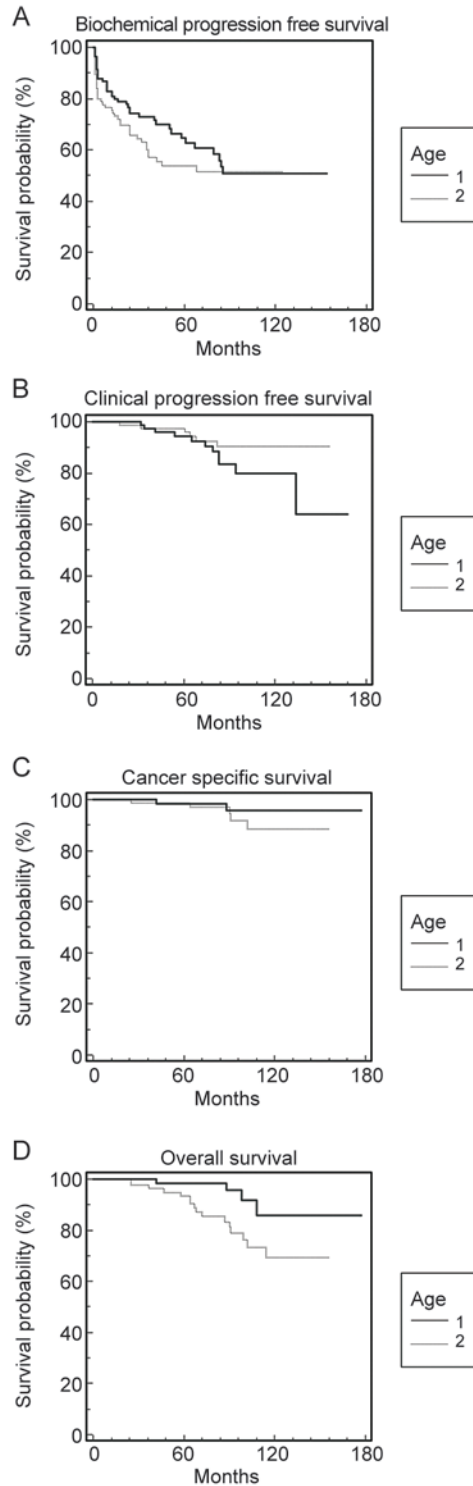 A
Biochemical progression free survival
100
80
60
40
20
0
Survival probability (%)
0 60 120 180
Months
Age
1
2
B
Clinical progression free survival
100
80
60
40
20
0
Survival probability (%)
0 60 120 180
Months
Age
1
2
C
Cancer specific survival
100
80
60
40
20
0
Survival probability (%)
0 60 120 180
Months
Age
1
2
D
Overall survival
100
80
60
40
20
0
Survival probability (%)
0 60 120 180
Months
Age
1
2